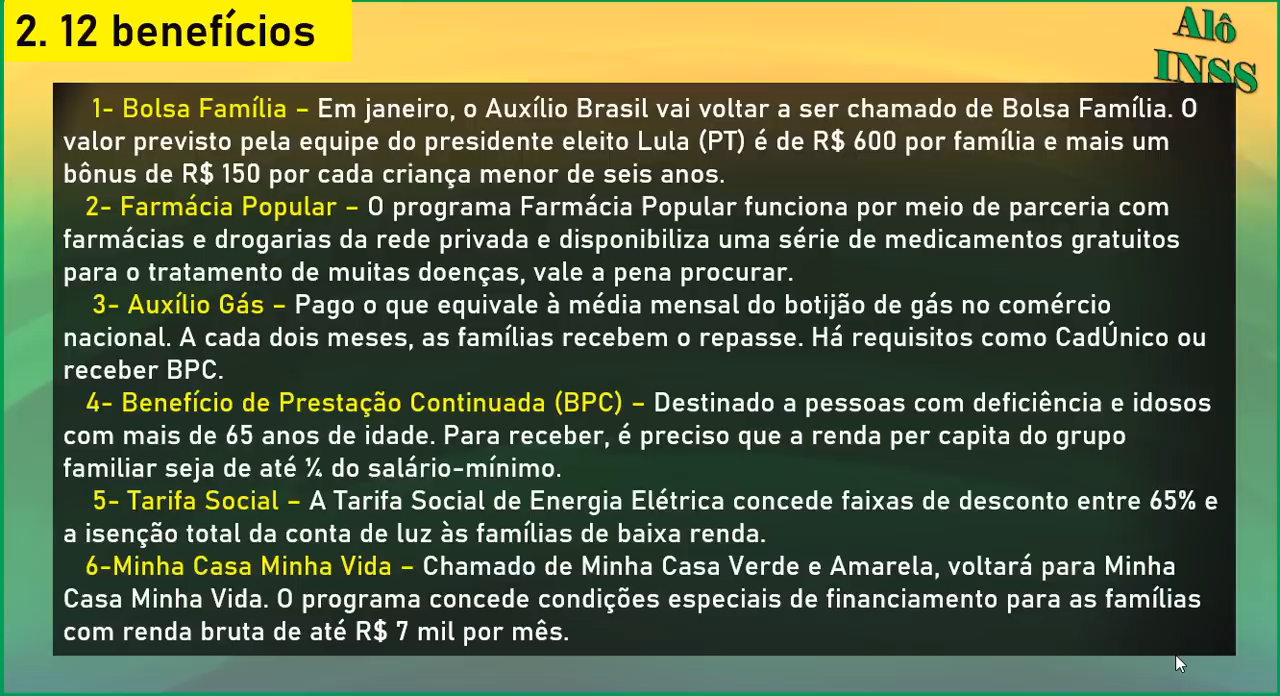 2. 12 benefícios
Alô
INSS
1- Bolsa Família – Em janeiro, o Auxílio Brasil vai voltar a ser chamado de Bolsa Família. O
valor previsto pela equipe do presidente eleito Lula (PT) é de R$ 600 por família e mais um
bônus de R$ 150 por cada criança menor de seis anos.
2- Farmácia Popular – O programa Farmácia Popular funciona por meio de parceria com
farmácias e drogarias da rede privada e disponibiliza uma série de medicamentos gratuitos
para o tratamento de muitas doenças, vale a pena procurar.
3- Auxílio Gás – Pago o que equivale à média mensal do botijão de gás no comércio
nacional. A cada dois meses, as famílias recebem o repasse. Há requisitos como CadÚnico ou
receber BPC.
4- Benefício de Prestação Continuada (BPC) – Destinado a pessoas com deficiência e idosos
com mais de 65 anos de idade. Para receber, é preciso que a renda per capita do grupo
familiar seja de até ¼ do salário-mínimo.
5- Tarifa Social – A Tarifa Social de Energia Elétrica concede faixas de desconto entre 65% e
a isenção total da conta de luz às famílias de baixa renda.
6-Minha Casa Minha Vida – Chamado de Minha Casa Verde e Amarela, voltará para Minha
Casa Minha Vida. O programa concede condições especiais de financiamento para as famílias
com renda bruta de até R$ 7 mil por mês.